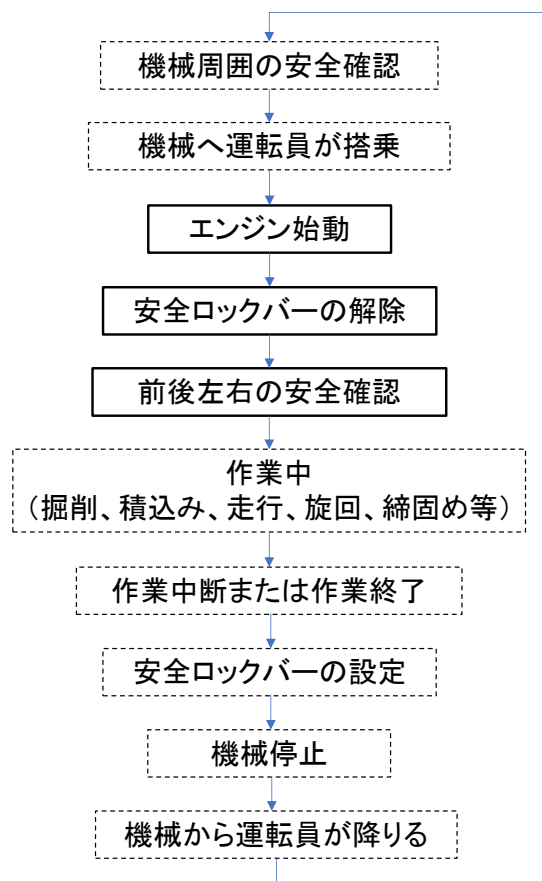 機械周囲の安全確認
機械へ運転員が搭乗
エンジン始動
安全ロックバーの解除
前後左右の安全確認
作業中
（掘削、積込み、走行、旋回、締固め等）
作業中断または作業終了
安全ロックバーの設定
機械停止
機械から運転員が降りる